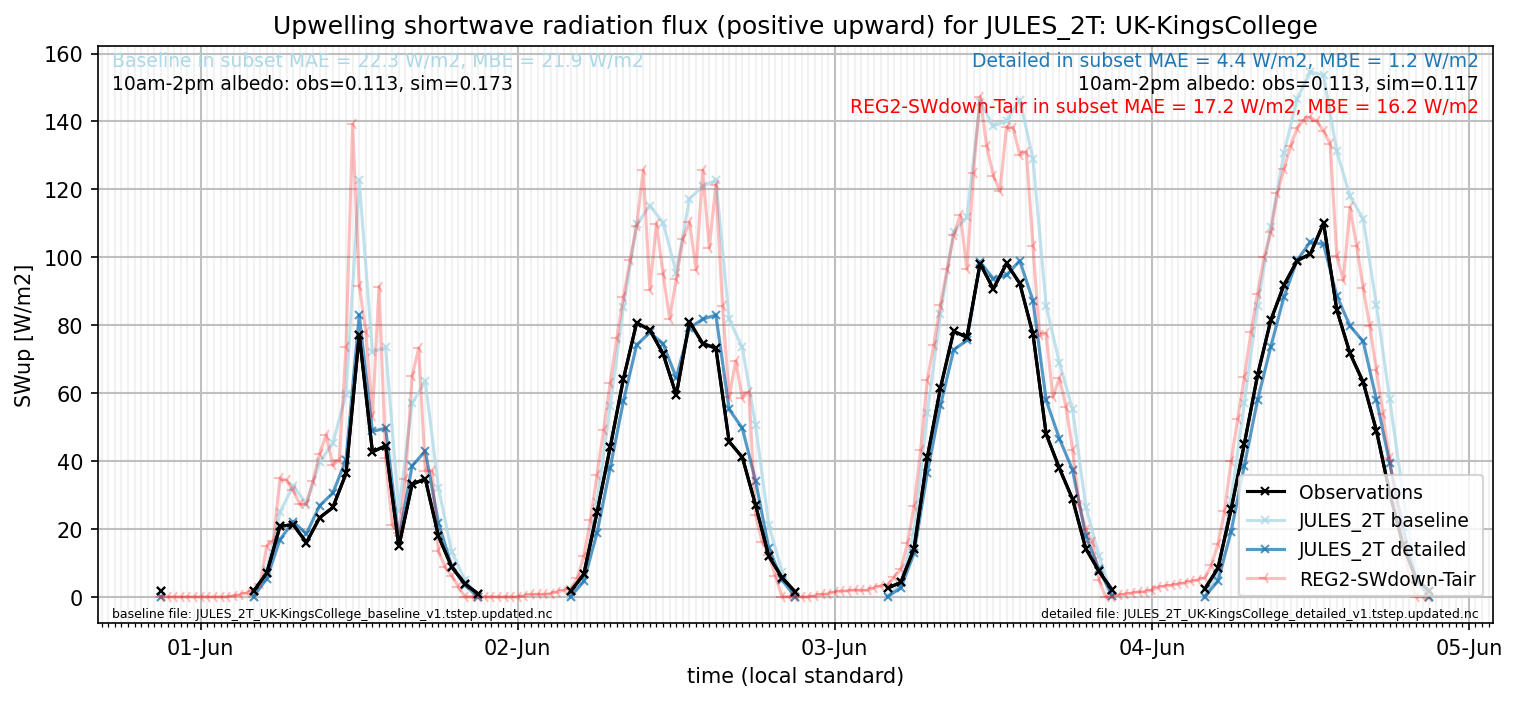 Upwelling shortwave radiation flux (positive upward) for JULES_2T: UK-KingsCollege
Baseline in subset MAE = 22.3 W/m2, MBE = 21.9 W/m2
10am-2pm albedo: obs=0.113, sim=0.173
Detailed in subset MAE = 4.4 W/m2, MBE = 1.2 W/m2
10am-2pm albedo: obs=0.113, sim=0.117
REG2-SWdown-Tair in subset MAE = 17.2 W/m2, MBE = 16.2 W/m2
SWup [W/m2]
160
140
120
100
80
60
40
20
0
Observations
JULES_2T baseline
JULES_2T detailed
REG2-SWdown-Tair
baseline file: JULES_2T_UK-KingsCollege_baseline_v1.tstep.updated.nc
detailed file: JULES_2T_UK-KingsCollege_detailed_v1.tstep.updated.nc
01-Jun
02-Jun
03-Jun
04-Jun
05-Jun
time (local standard)